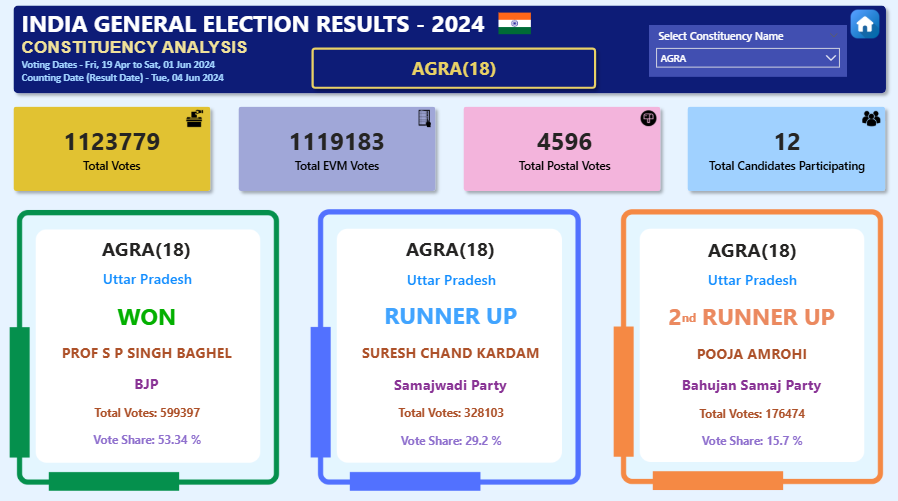 INDIA GENERAL ELECTION RESULTS - 2024
CONSTITUENCY ANALYSIS
Voting Dates - Fri, 19 Apr to Sat, 01 Jun 2024
Counting Date (Result Date) - Tue, 04 Jun 2024
AGRA(18)
Select Constituency Name
AGRA
1123779
Total Votes
1119183
Total EVM Votes
4596
Total Postal Votes
12
Total Candidates Participating
AGRA(18)
Uttar Pradesh
WON
PROF S P SINGH BAGHEL
BJP
Total Votes: 599397
Vote Share: 53.34 %
AGRA(18)
Uttar Pradesh
RUNNER UP
SURESH CHAND KARDAM
Samajwadi Party
Total Votes: 328103
Vote Share: 29.2 %
AGRA(18)
Uttar Pradesh
2nd RUNNER UP
POOJA AMROHI
Bahujan Samaj Party
Total Votes: 176474
Vote Share: 15.7 %